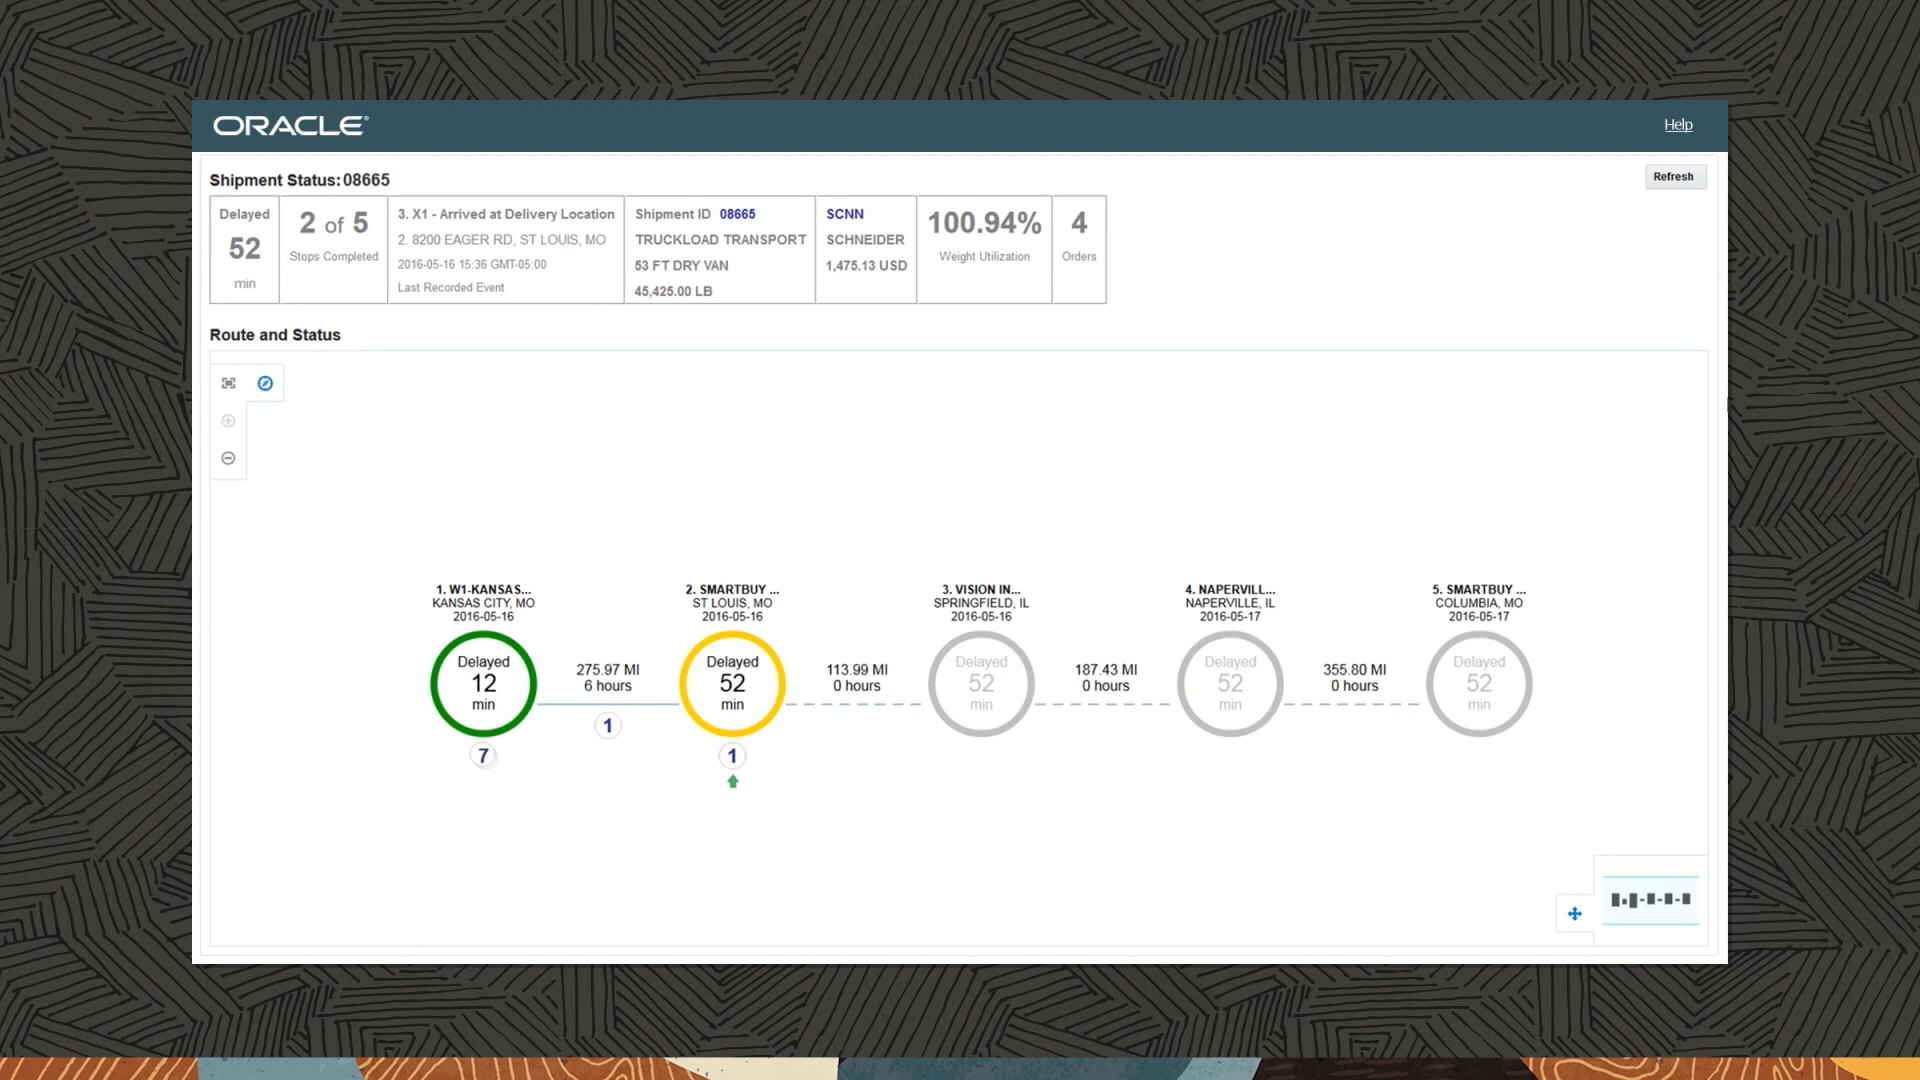 ORACLE
Help
Shipment Status: 08665
Refresh
Delayed
52
min
2 of 5
Stops Completed
3. X1 - Arrived at Delivery Location
2. 8200 EAGER RD, ST LOUIS, MO
2016-05-16 15:36 GMT-05:00
Last Recorded Event
Shipment ID 08665
TRUCKLOAD TRANSPORT
53 FT DRY VAN
45,425.00 LB
SCNN
SCHNEIDER
1,475.13 USD
100.94%
Weight Utilization
4
Orders
Route and Status
1. W1-KANSAS...
KANSAS CITY, MO
2016-05-16
Delayed
12
min
7
275.97 MI
6 hours
1
2. SMARTBUY ...
ST LOUIS, MO
2016-05-16
Delayed
52
min
1
113.99 MI
0 hours
3. VISION IN...
SPRINGFIELD, IL
2016-05-16
Delayed
52
min
187.43 MI
0 hours
4. NAPERVILL...
NAPERVILLE, IL
2016-05-17
Delayed
52
min
355.80 MI
0 hours
5. SMARTBUY ...
COLUMBIA, MO
2016-05-17
Delayed
52
min